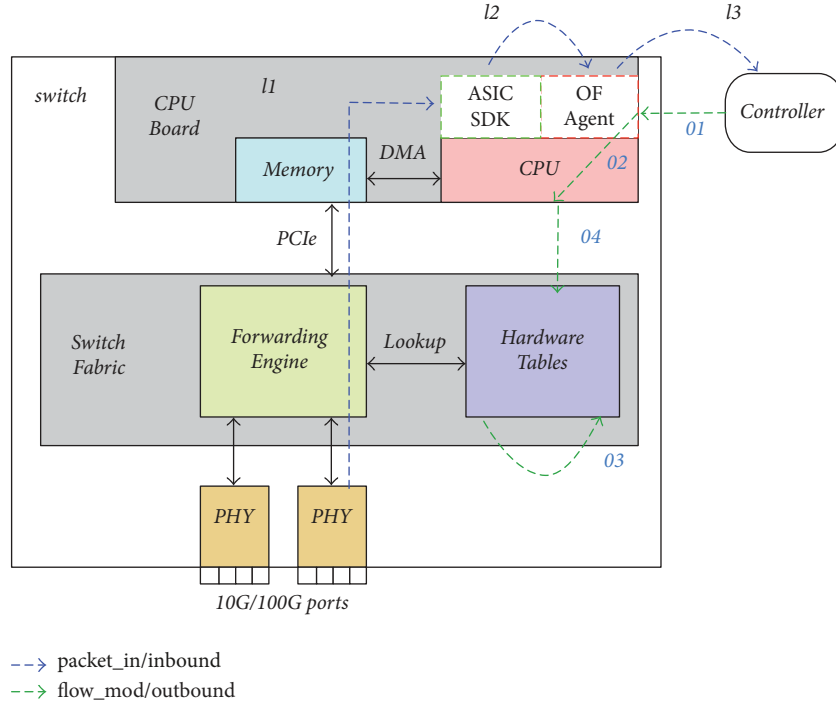 l2
l3
switch
CPU
Board
l1
ASIC
SDK
OF
Agent
Controller
01
Memory
DMA
CPU
02
PCIe
04
Switch
Fabric
Forwarding
Engine
Lookup
Hardware
Tables
03
PHY
PHY
10G/100G ports
packet_in/inbound
flow_mod/outbound